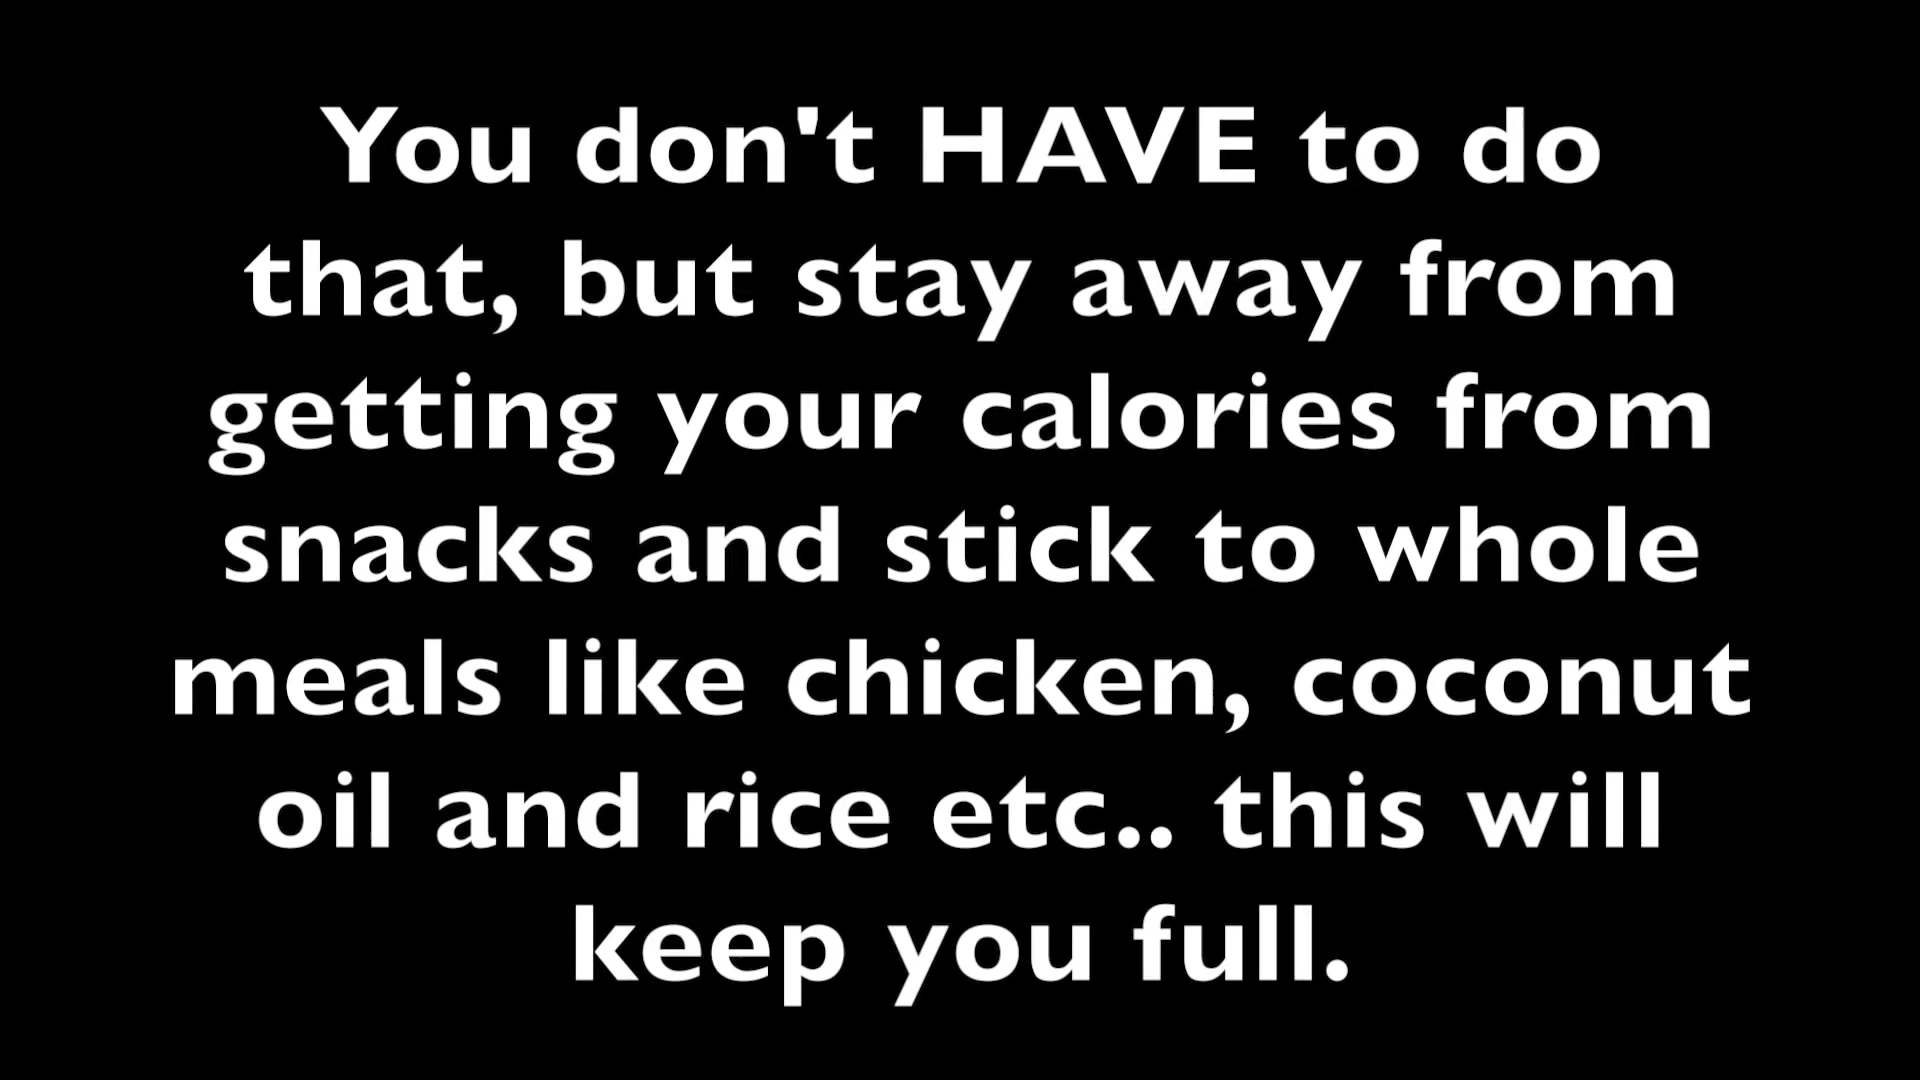 You don't HAVE to do
that, but stay away from
getting your calories from
snacks and stick to whole
meals like chicken, coconut
oil and rice etc.. this will
keep you full.